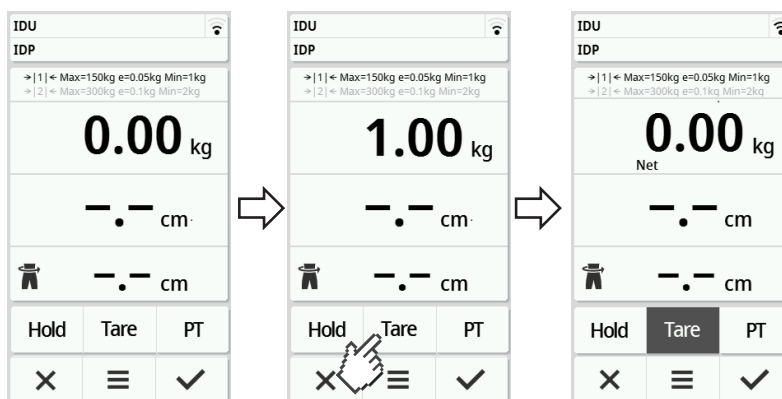 IDU
IDP
→|1|← Max=150kg e=0.05kg Min=1kg
→|2|← Max=300kg e=0.1kg Min=2kg
0.00 kg
-.- cm
-.- cm
Hold Tare PT
IDU
IDP
→|1|← Max=150kg e=0.05kg Min=1kg
→|2|← Max=300kg e=0.1kg Min=2kg
1.00 kg
-.- cm
-.- cm
Hold Tare PT
IDU
IDP
→|1|← Max=150kg e=0.05kg Min=1kg
→|2|← Max=300kg e=0.1kg Min=2kg
0.00 kg
Net
-.- cm
-.- cm
Hold Tare PT